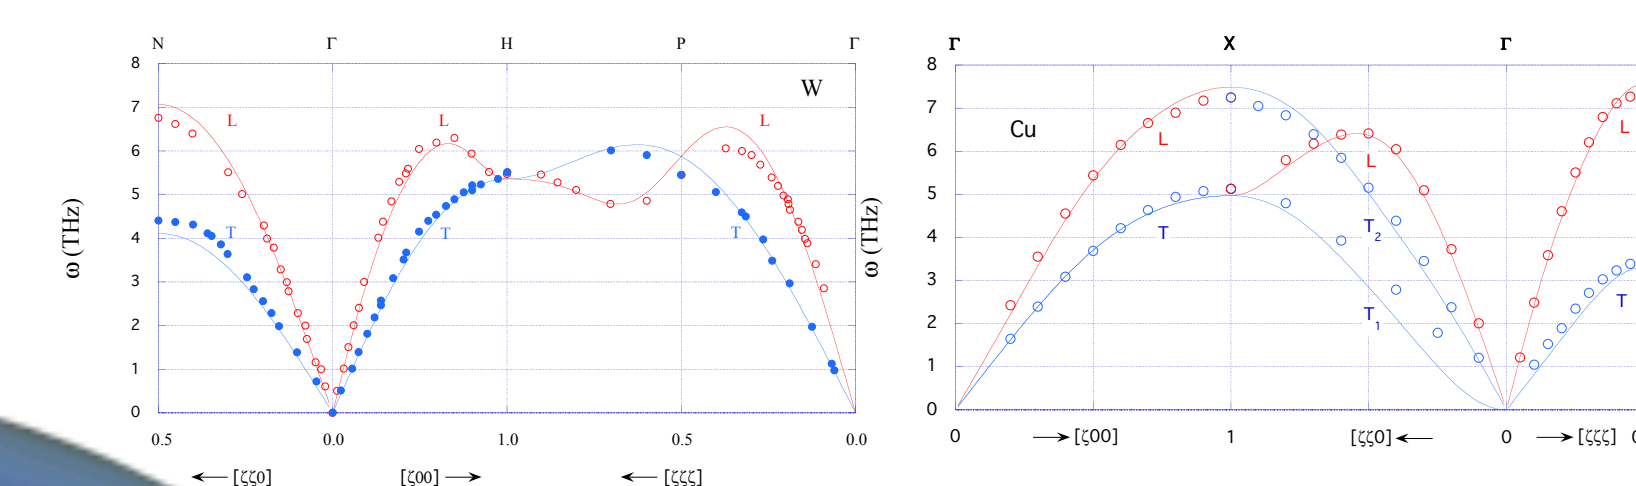 N Γ H P Γ
8 W
7
L L L
6
5
T T T
4
3
2
1
0
ω (THz)
0.5 0.0 1.0 0.5 0.0
← [ζζ0] [ζ00] → ← [ζζζ]
Γ X Γ
8
7 Cu L L
6 L
5
T T2
4
3 T
T1
2
1
0
ω (THz)
0 → [ζ00] 1 [ζζ0] ← 0 → [ζζζ]